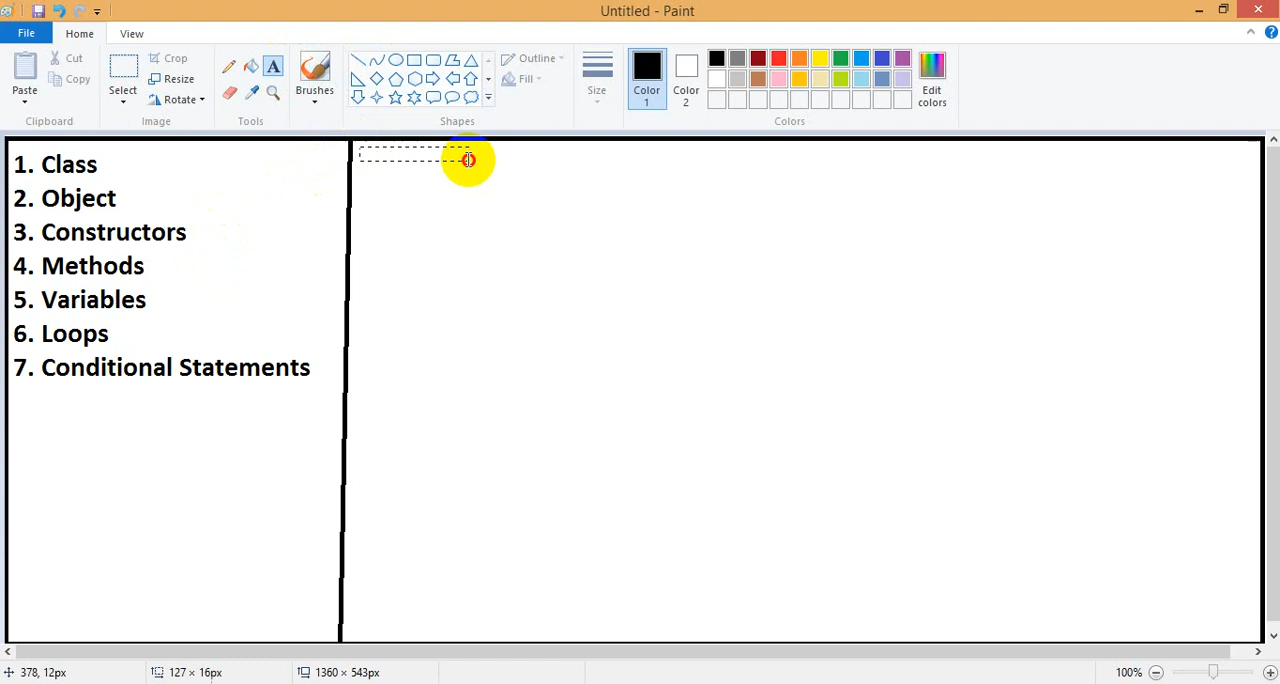 Untitled - Paint
File
Home
View
Paste
Cut
Copy
Clipboard
Select
Crop
Resize
Rotate
Image
A
Tools
Brushes
Outline
Fill
Shapes
Size
Color 1
Color 2
Edit colors
Colors
1. Class
2. Object
3. Constructors
4. Methods
5. Variables
6. Loops
7. Conditional Statements
378, 12px
127 × 16px
1360 × 543px
100%